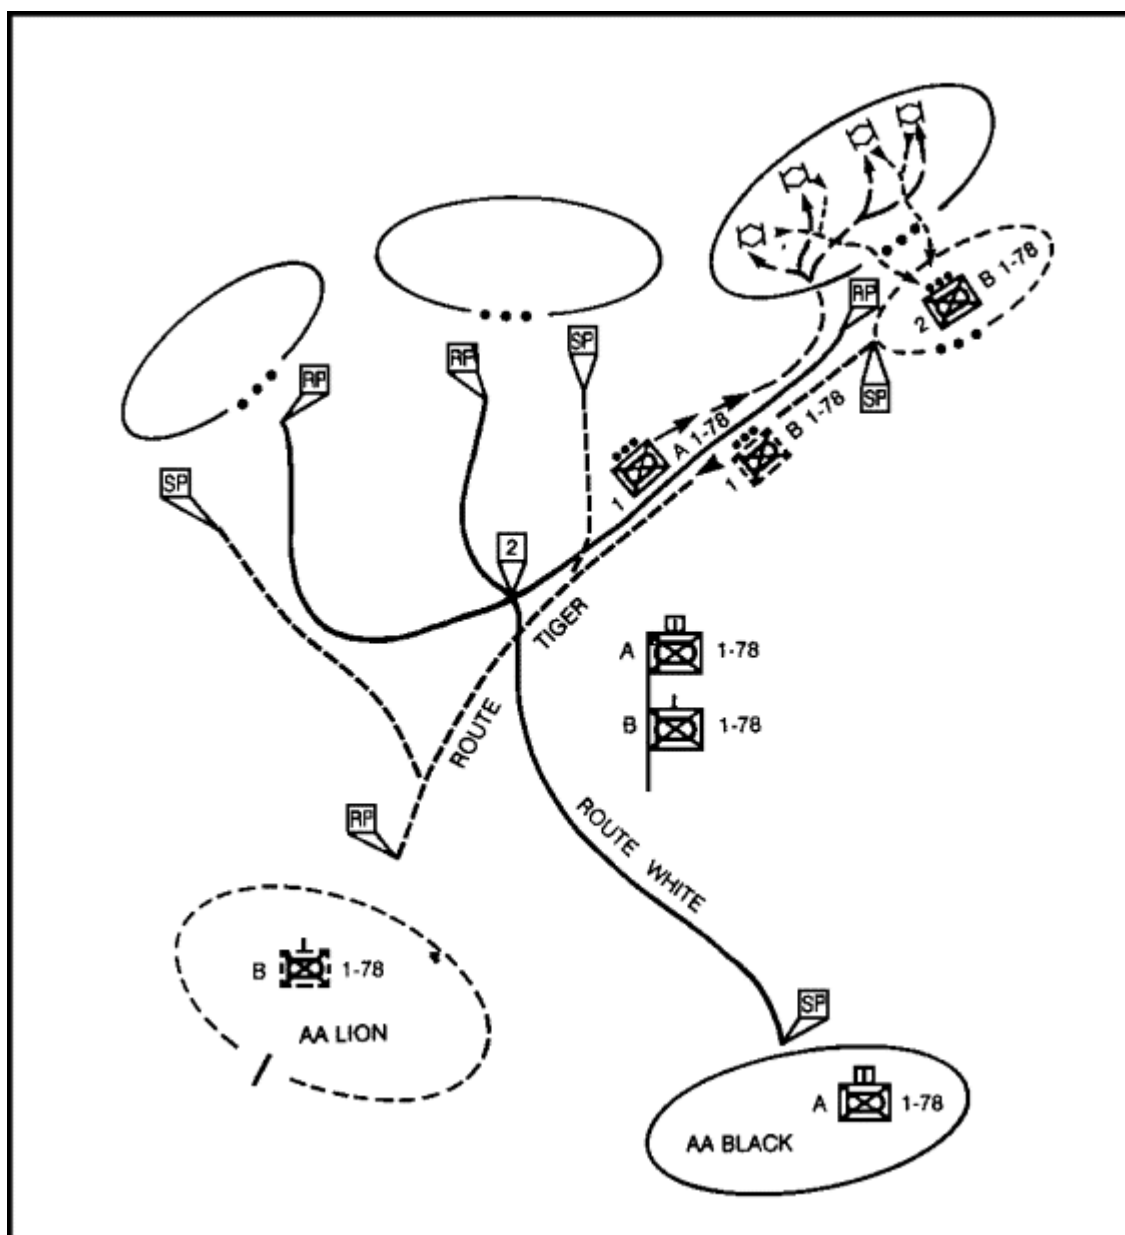 RP
B 1-78
2
RP
RP
SP
SP
SP
A 1-78
1
B 1-78
1
2
ROUTE TIGER
A 1-78
B 1-78
RP
ROUTE WHITE
B 1-78
AA LION
SP
A 1-78
AA BLACK